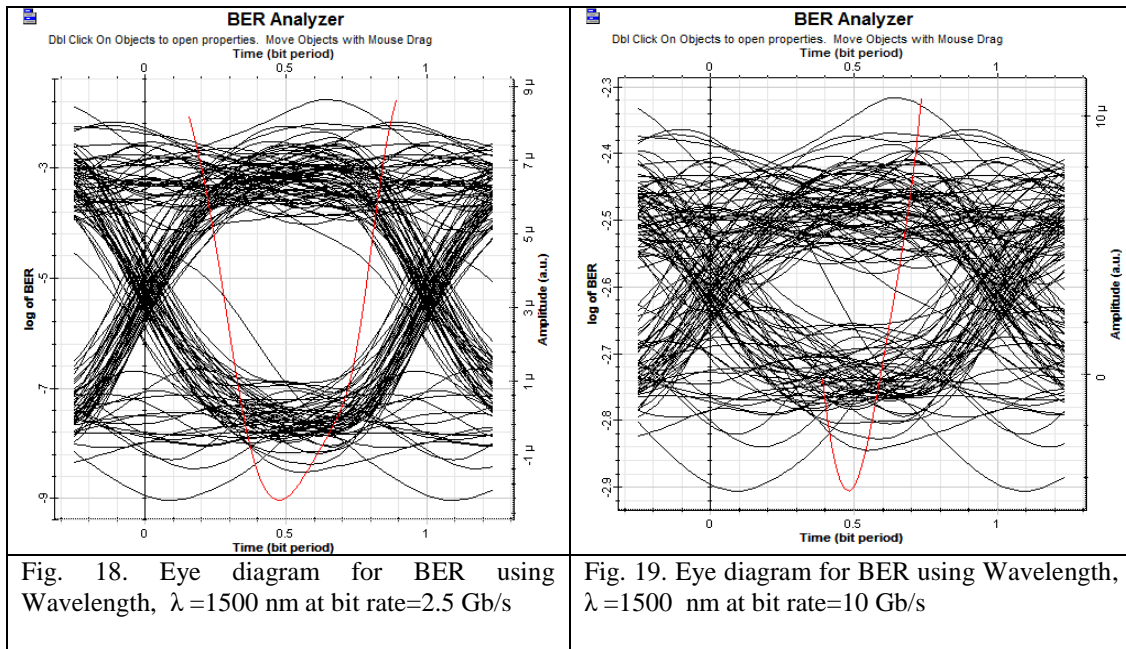 BER Analyzer
Dbl Click On Objects to open properties. Move Objects with Mouse Drag
Time (bit period)
0 0.5 1
log of BER
-3
-5
-7
-9
9 µ
7 µ
5 µ
3 µ
1 µ
-1 µ
Amplitude (a.u.)
0 0.5 1
Time (bit period)
Fig. 18. Eye diagram for BER using
Wavelength, λ =1500 nm at bit rate=2.5 Gb/s
BER Analyzer
Dbl Click On Objects to open properties. Move Objects with Mouse Drag
Time (bit period)
0 0.5 1
log of BER
-2.3
-2.4
-2.5
-2.6
-2.7
-2.8
-2.9
10 µ
0
Amplitude (a.u.)
0 0.5 1
Time (bit period)
Fig. 19. Eye diagram for BER using Wavelength,
λ =1500 nm at bit rate=10 Gb/s